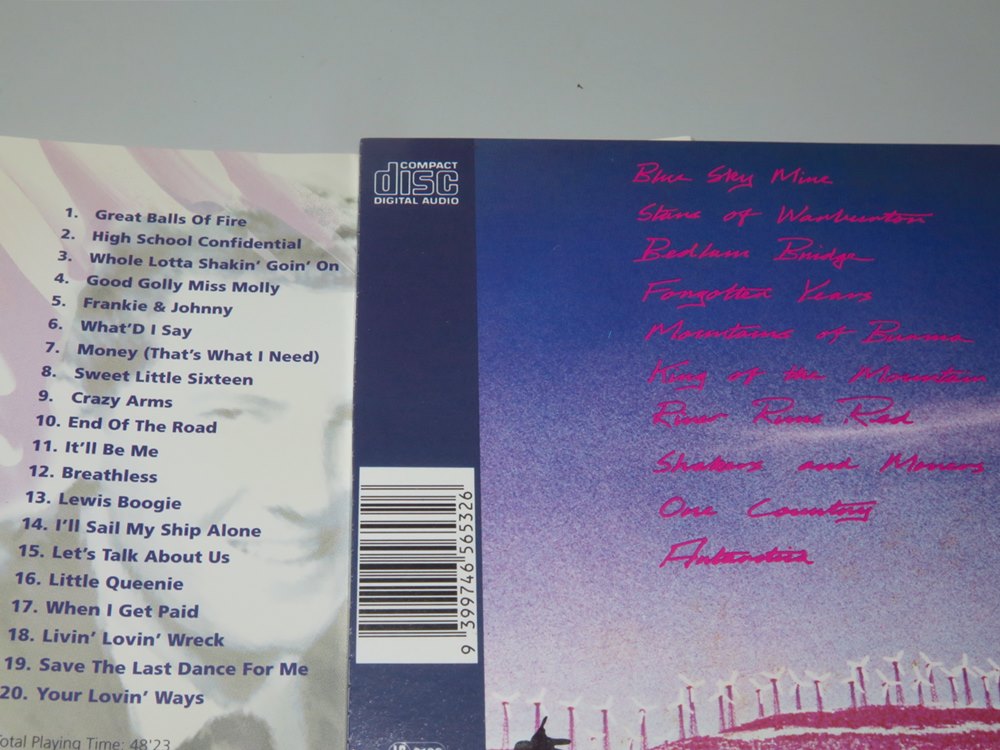 1. Great Balls Of Fire
2. High School Confidential
3. Whole Lotta Shakin' Goin' On
4. Good Golly Miss Molly
5. Frankie & Johnny
6. What'D I Say
7. Money (That's What I Need)
8. Sweet Little Sixteen
9. Crazy Arms
10. End Of The Road
11. It'll Be Me
12. Breathless
13. Lewis Boogie
14. I'll Sail My Ship Alone
15. Let's Talk About Us
16. Little Queenie
17. When I Get Paid
18. Livin' Lovin' Wreck
19. Save The Last Dance For Me
20. Your Lovin' Ways
Total Playing Time: 48'23
COMPACT
disc
DIGITAL AUDIO
9 399746 565326
Blue Sky Mine
Stars of Warburton
Bedlam Bridge
Forgotten Years
Mountains of Burma
King of the Mountain
River Runs Red
Shakers and Movers
One Country
Antarctica